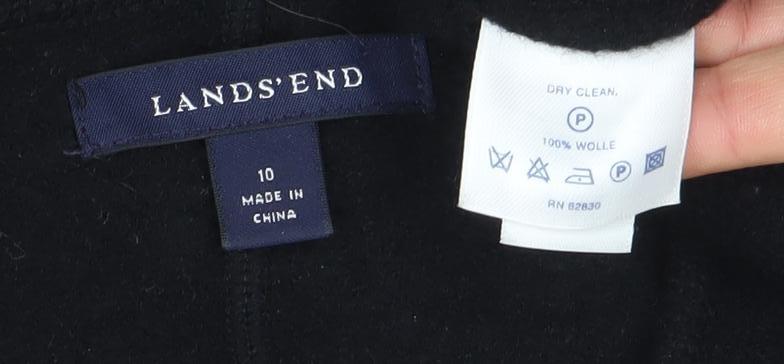 LANDS' END
10
MADE IN
CHINA
DRY CLEAN.
P
100% WOLLE
P
RN 82830